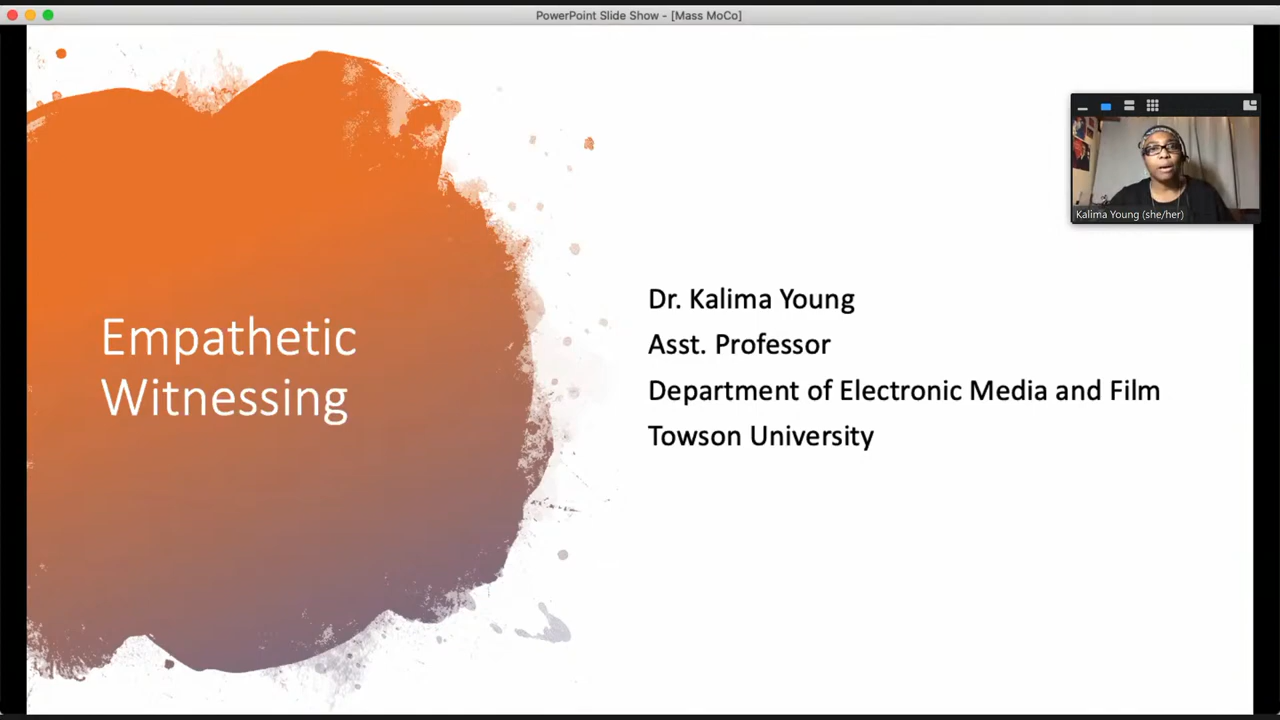 PowerPoint Slide Show - [Mass MoCo]
Empathetic
Witnessing
Dr. Kalima Young
Asst. Professor
Department of Electronic Media and Film
Towson University
Kalima Young (she/her)